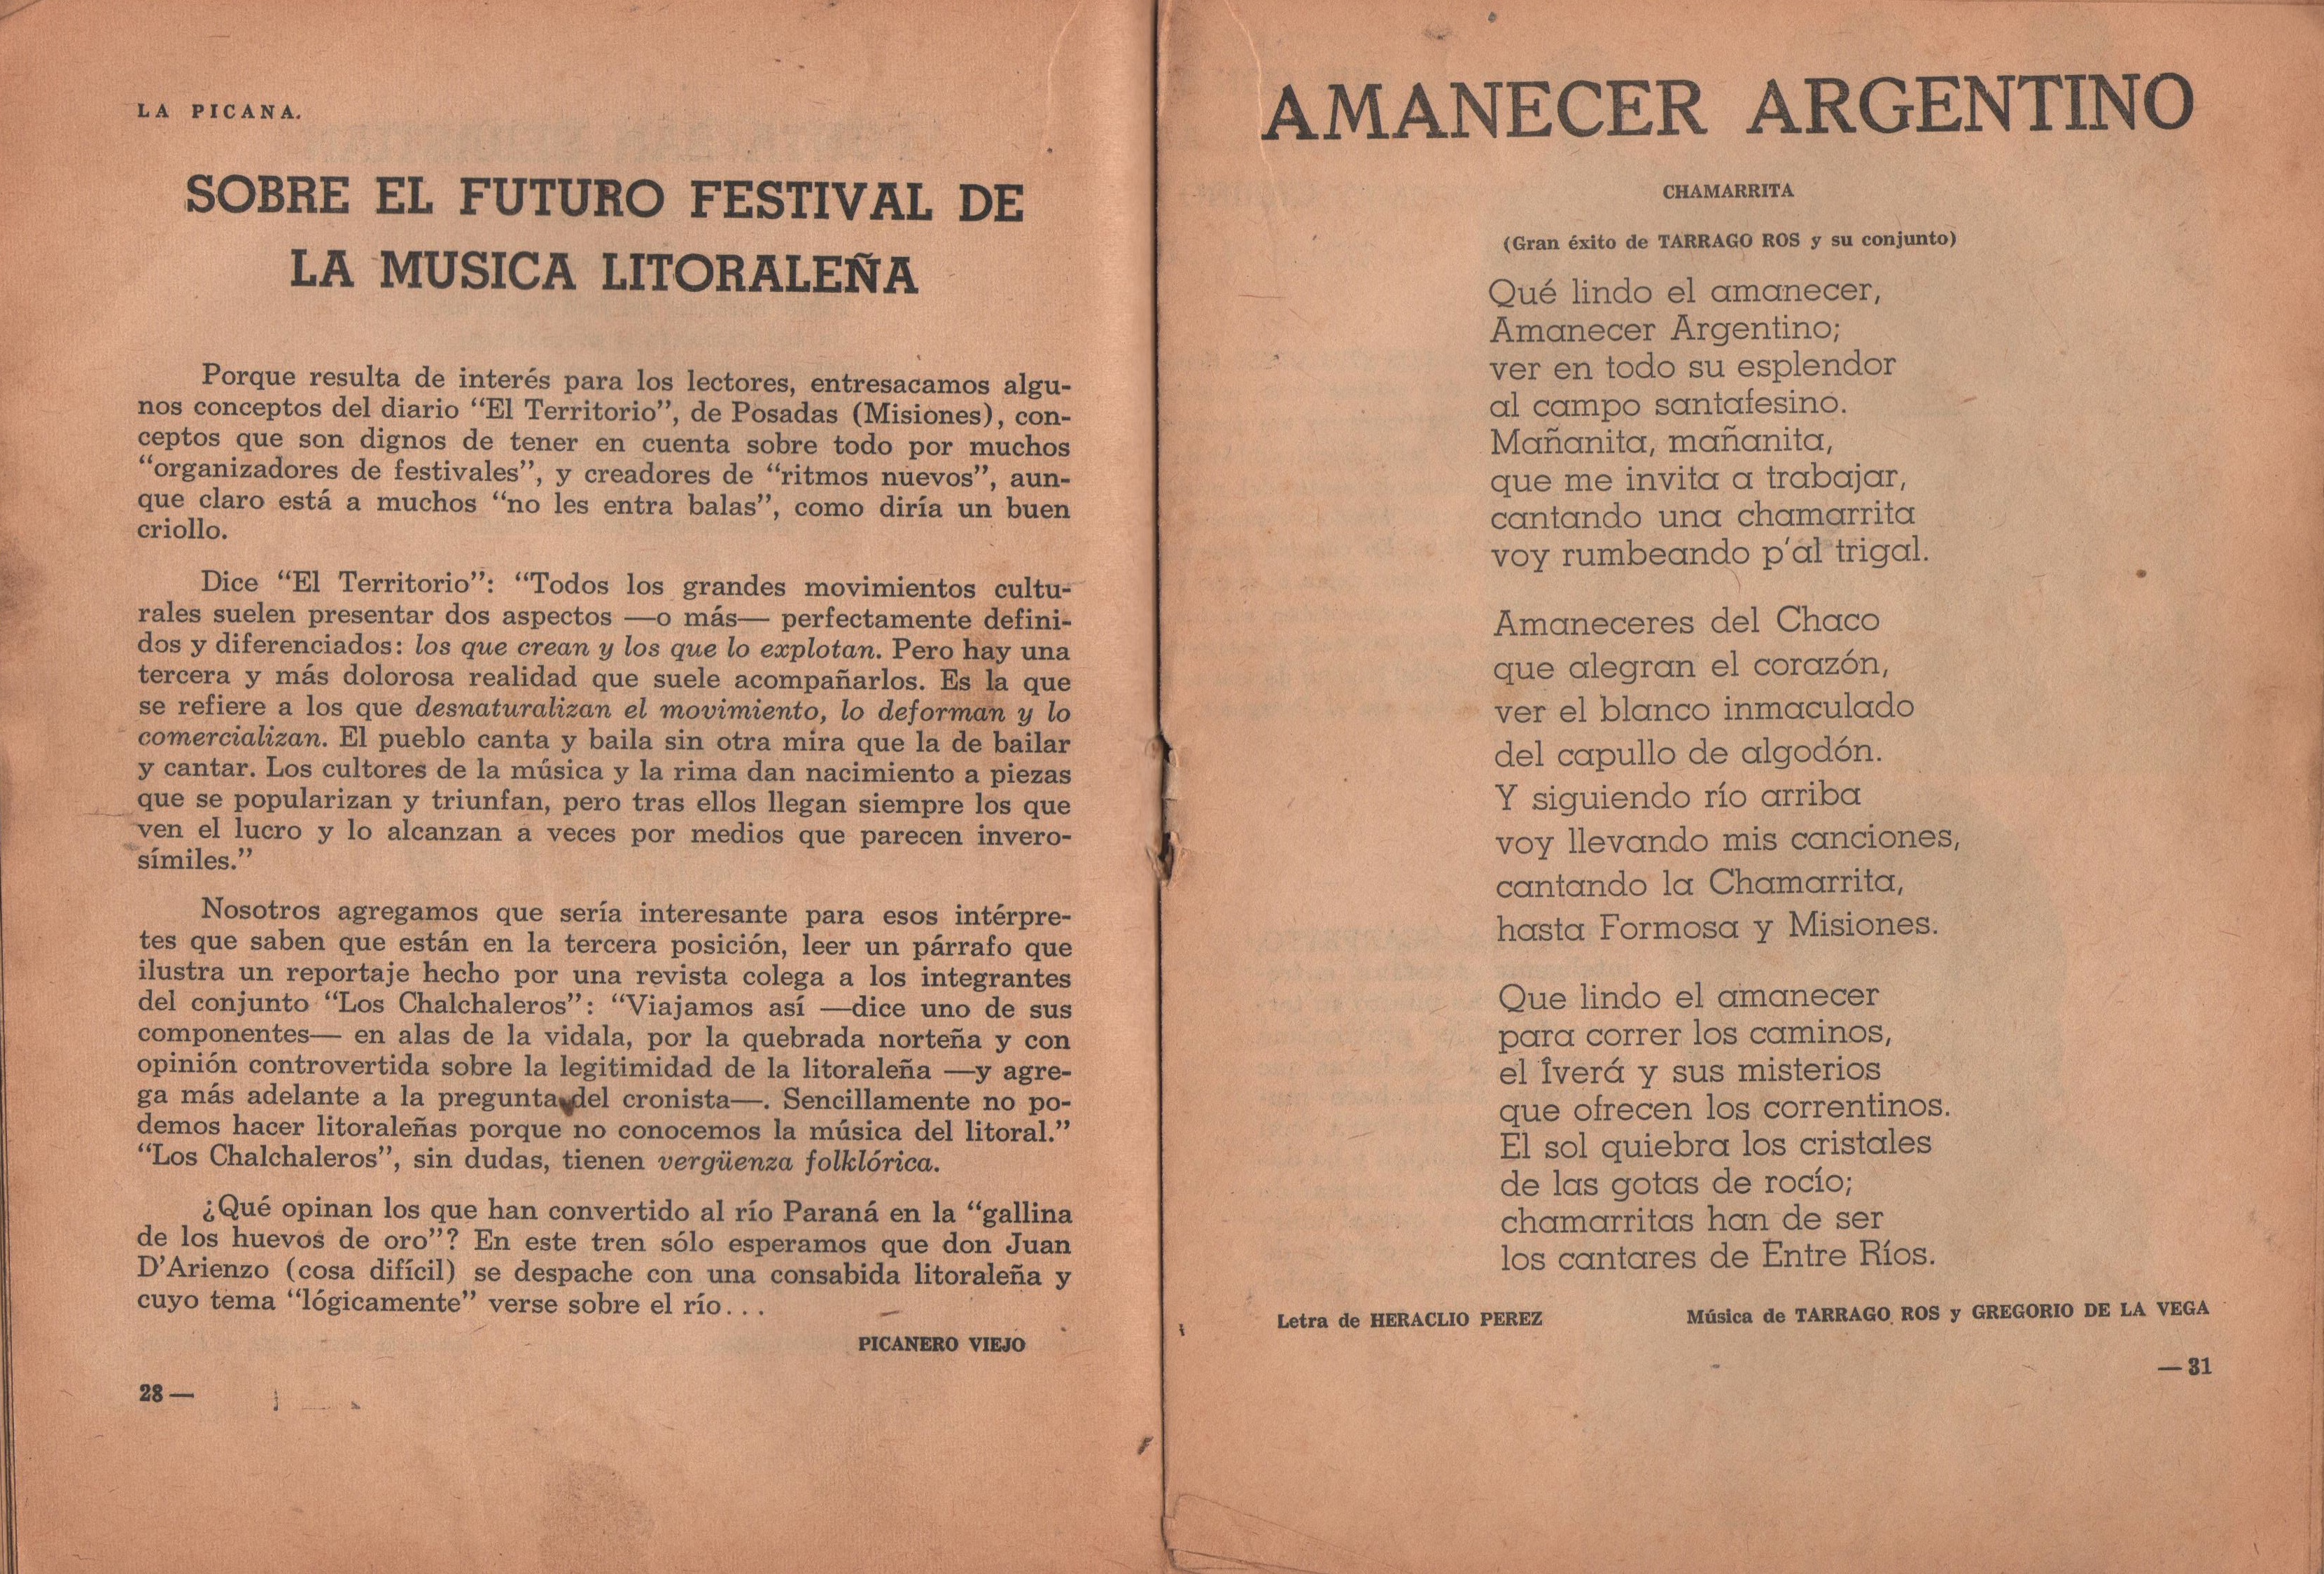 LA PICANA.
SOBRE EL FUTURO FESTIVAL DE
LA MUSICA LITORALEÑA
Porque resulta de interés para los lectores, entresacamos algu-
nos conceptos del diario “El Territorio”, de Posadas (Misiones), con-
ceptos que son dignos de tener en cuenta sobre todo por muchos
“organizadores de festivales”, y creadores de “ritmos nuevos”, aun-
que claro está a muchos “no les entra balas”, como diría un buen
criollo.
Dice “El Territorio”: “Todos los grandes movimientos cultu-
rales suelen presentar dos aspectos —o más— perfectamente defini-
dos y diferenciados: los que crean y los que lo explotan. Pero hay una
tercera y más dolorosa realidad que suele acompañarlos. Es la que
se refiere a los que desnaturalizan el movimiento, lo deforman y lo
comercializan. El pueblo canta y baila sin otra mira que la de bailar
y cantar. Los cultores de la música y la rima dan nacimiento a piezas
que se popularizan y triunfan, pero tras ellos llegan siempre los que
ven el lucro y lo alcanzan a veces por medios que parecen invero-
símiles.”
Nosotros agregamos que sería interesante para esos intérpre-
tes que saben que están en la tercera posición, leer un párrafo que
ilustra un reportaje hecho por una revista colega a los integrantes
del conjunto “Los Chalchaleros”: “Viajamos así —dice uno de sus
componentes— en alas de la vidala, por la quebrada norteña y con
opinión controvertida sobre la legitimidad de la litoraleña —y agre-
ga más adelante a la pregunta del cronista—. Sencillamente no po-
demos hacer litoraleñas porque no conocemos la música del litoral.”
“Los Chalchaleros”, sin dudas, tienen vergüenza folklórica.
¿Qué opinan los que han convertido al río Paraná en la “gallina
de los huevos de oro”? En este tren sólo esperamos que don Juan
D’Arienzo (cosa difícil) se despache con una consabida litoraleña y
cuyo tema “lógicamente” verse sobre el río...
PICANERO VIEJO
28 —
AMANECER ARGENTINO
CHAMARRITA
(Gran éxito de TARRAGO ROS y su conjunto)
Qué lindo el amanecer,
Amanecer Argentino;
ver en todo su esplendor
al campo santafesino.
Mañanita, mañanita,
que me invita a trabajar,
cantando una chamarrita
voy rumbeando p’al trigal.
Amaneceres del Chaco
que alegran el corazón,
ver el blanco inmaculado
del capullo de algodón.
Y siguiendo río arriba
voy llevando mis canciones,
cantando la Chamarrita,
hasta Formosa y Misiones.
Que lindo el amanecer
para correr los caminos,
el Îverá y sus misterios
que ofrecen los correntinos.
El sol quiebra los cristales
de las gotas de rocío;
chamarritas han de ser
los cantares de Entre Ríos.
Letra de HERACLIO PEREZ
Música de TARRAGO ROS y GREGORIO DE LA VEGA
— 31